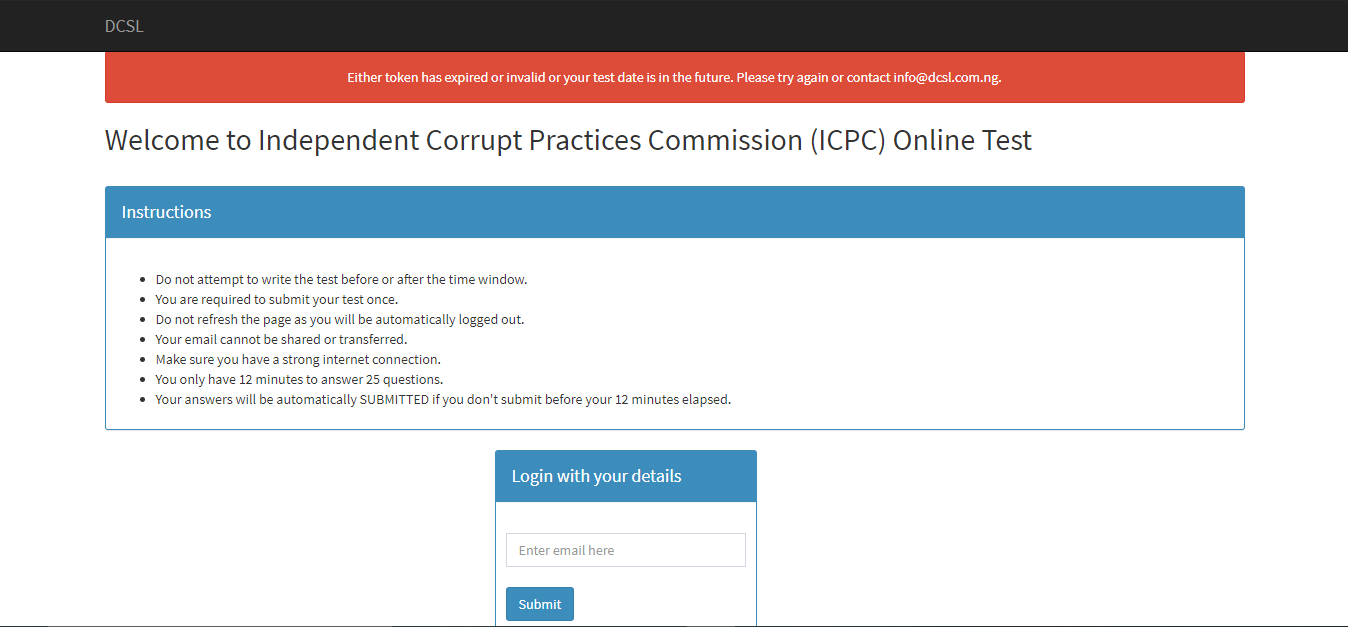 DCSL
Either token has expired or invalid or your test date is in the future. Please try again or contact info@dcsl.com.ng.
Welcome to Independent Corrupt Practices Commission (ICPC) Online Test
Instructions
Do not attempt to write the test before or after the time window.
You are required to submit your test once.
Do not refresh the page as you will be automatically logged out.
Your email cannot be shared or transferred.
Make sure you have a strong internet connection.
You only have 12 minutes to answer 25 questions.
Your answers will be automatically SUBMITTED if you don't submit before your 12 minutes elapsed.
Login with your details
Enter email here
Submit